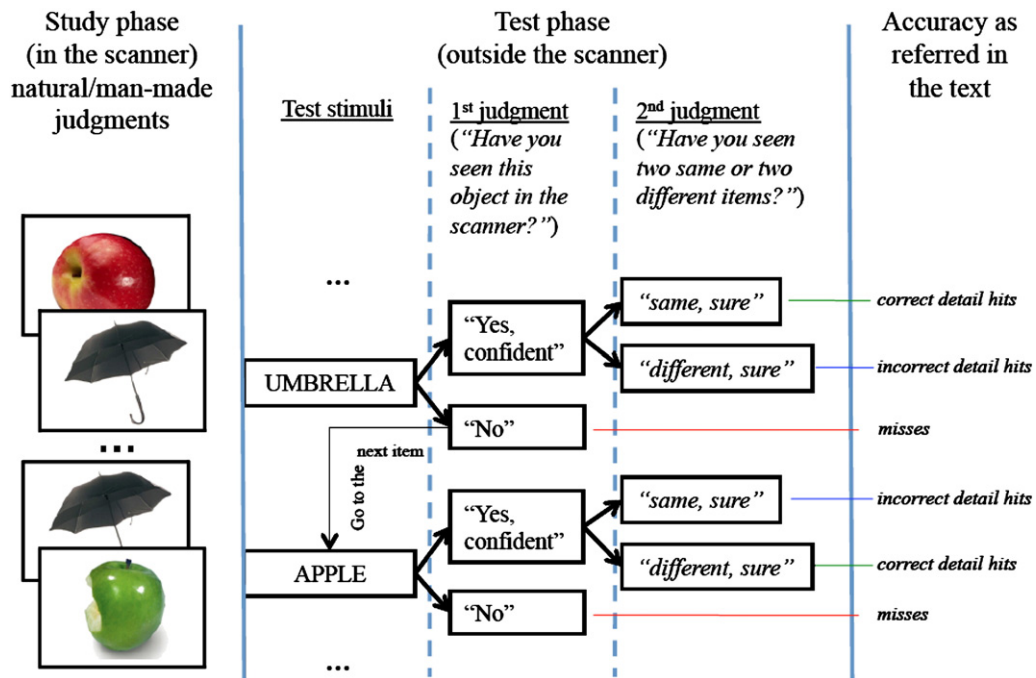 Study phase
(in the scanner)
natural/man-made
judgments
Test phase
(outside the scanner)
Accuracy as
referred in
the text
Test stimuli
1st judgment
(“Have you
seen this
object in the
scanner?”)
2nd judgment
(“Have you seen
two same or two
different items?”)
...
UMBRELLA
“Yes,
confident”
“No”
“same, sure”
“different, sure”
correct detail hits
incorrect detail hits
misses
...
Go to the
next item
APPLE
“Yes,
confident”
“No”
“same, sure”
“different, sure”
incorrect detail hits
correct detail hits
misses
...